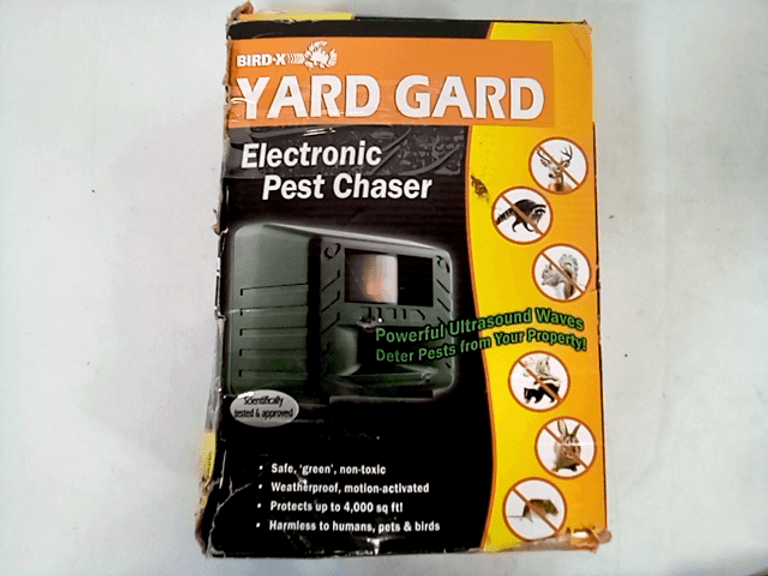 BIRD-X
YARD GARD
Electronic
Pest Chaser
Powerful Ultrasound Waves
Deter Pests from Your Property!
Scientifically
tested & approved
• Safe, 'green', non-toxic
• Weatherproof, motion-activated
• Protects up to 4,000 sq ft!
• Harmless to humans, pets & birds